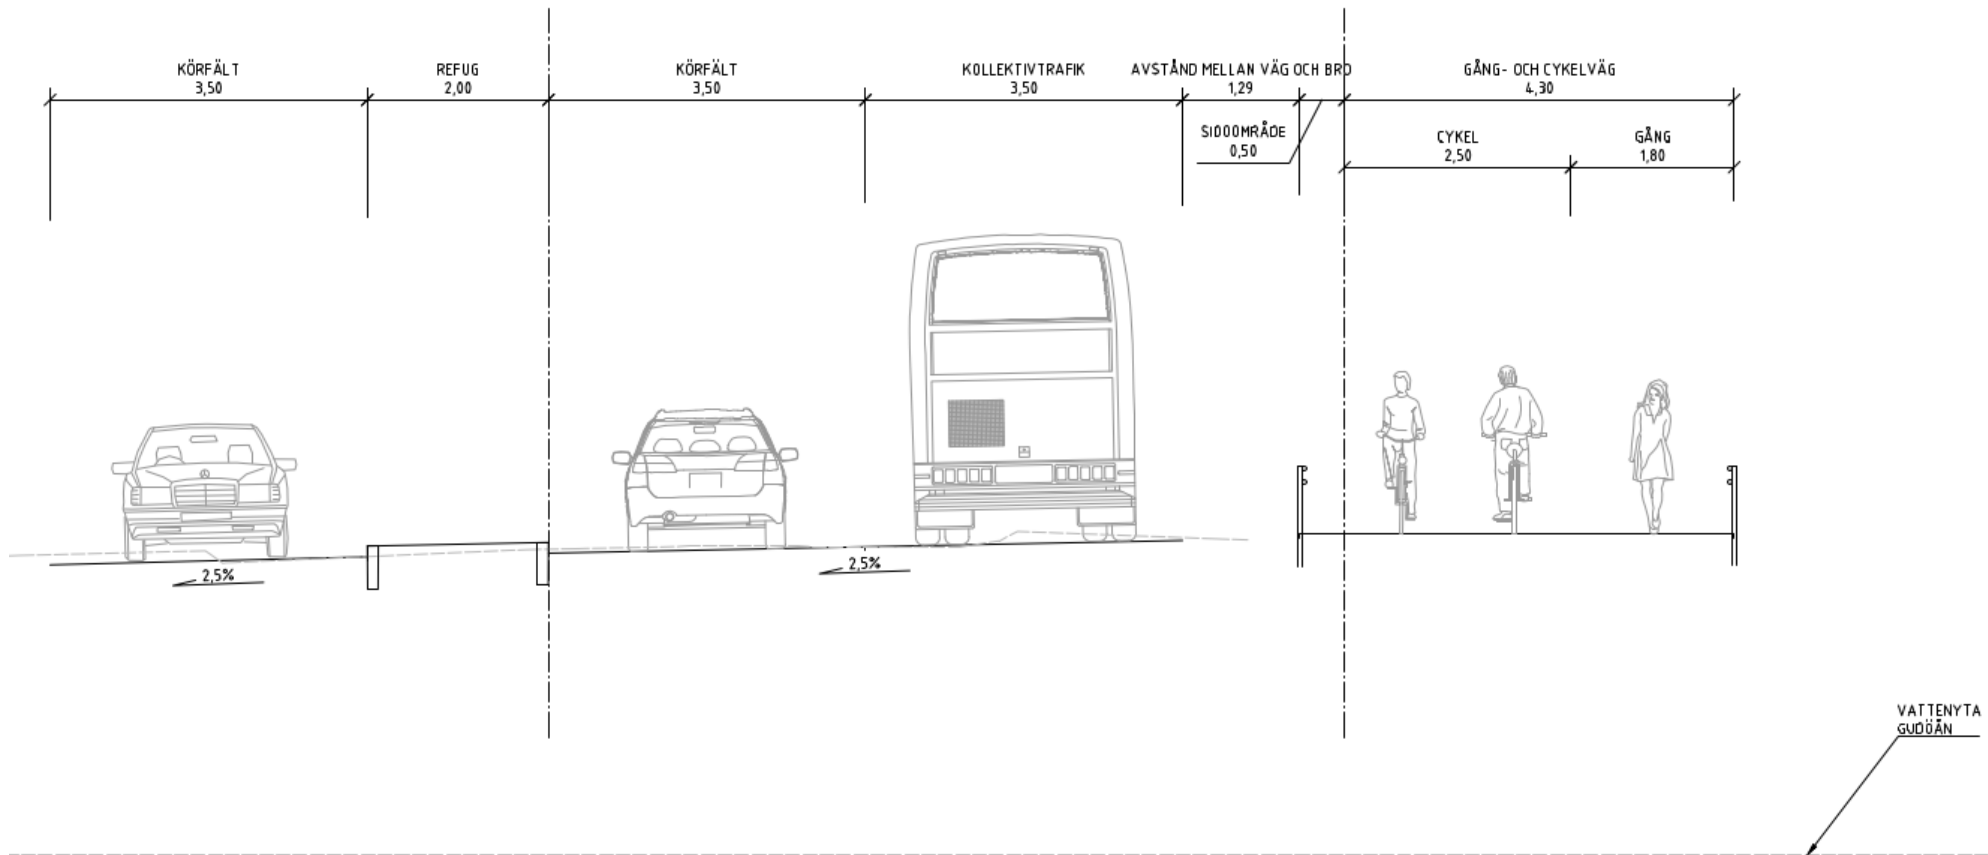 KÖRFÄLT
3,50
REFUG
2,00
KÖRFÄLT
3,50
KOLLEKTIVTRAFIK
3,50
AVSTÅND MELLAN VÄG OCH BRO
1,29
GÅNG- OCH CYKELVÄG
4,30
SIDOOMRÅDE
0,50
CYKEL
2,50
GÅNG
1,80
2,5%
2,5%
VATTENYTA
GUDÖÅN